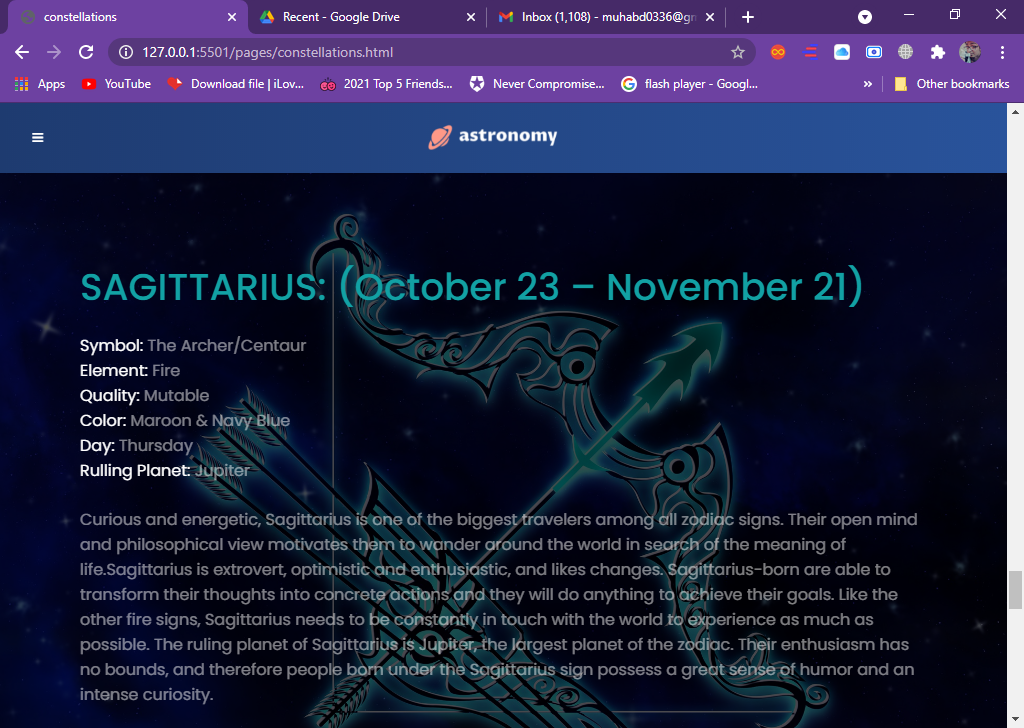 constellations
Recent - Google Drive
Inbox (1,108) - muhabd0336@gm
127.0.0.1:5501/pages/constellations.html
Apps
YouTube
Download file | iLov...
2021 Top 5 Friends...
Never Compromise...
flash player - Googl...
»
Other bookmarks
astronomy
SAGITTARIUS: (October 23 – November 21)
Symbol: The Archer/Centaur
Element: Fire
Quality: Mutable
Color: Maroon & Navy Blue
Day: Thursday
Rulling Planet: Jupiter
Curious and energetic, Sagittarius is one of the biggest travelers among all zodiac signs. Their open mind
and philosophical view motivates them to wander around the world in search of the meaning of
life.Sagittarius is extrovert, optimistic and enthusiastic, and likes changes. Sagittarius-born are able to
transform their thoughts into concrete actions and they will do anything to achieve their goals. Like the
other fire signs, Sagittarius needs to be constantly in touch with the world to experience as much as
possible. The ruling planet of Sagittarius is Jupiter, the largest planet of the zodiac. Their enthusiasm has
no bounds, and therefore people born under the Sagittarius sign possess a great sense of humor and an
intense curiosity.